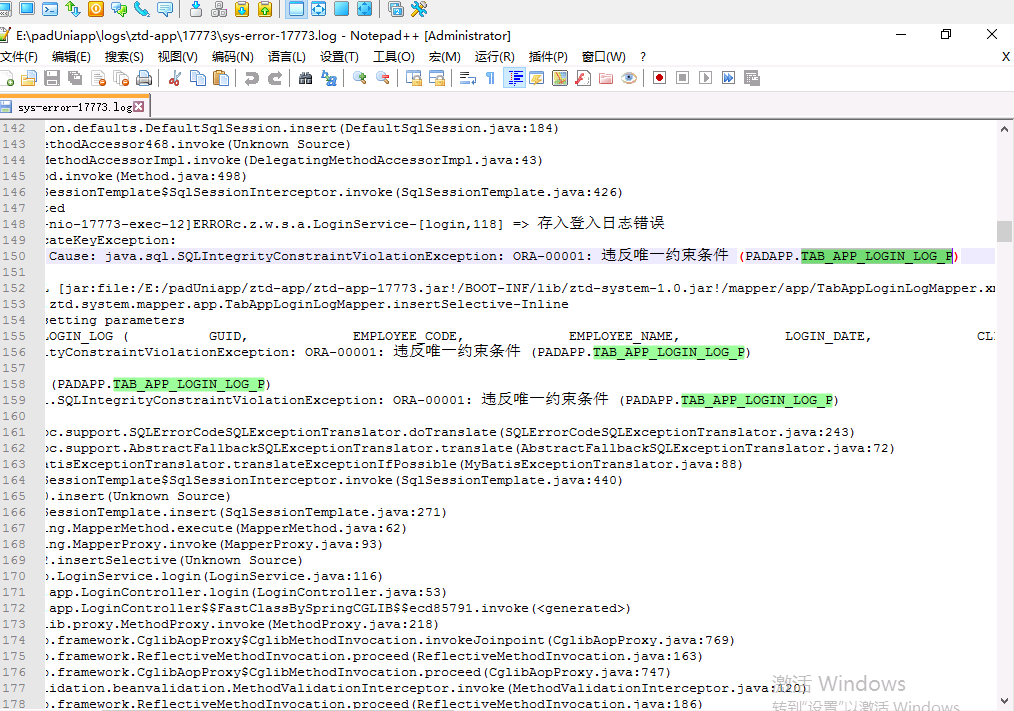 E:\padUniapp\logs\ztd-app\17773\sys-error-17773.log - Notepad++ [Administrator]
文件(F) 编辑(E) 搜索(S) 视图(V) 编码(N) 语言(L) 设置(T) 工具(O) 宏(M) 运行(R) 插件(P) 窗口(W) ? X
sys-error-17773.log
142 .on.defaults.DefaultSqlSession.insert(DefaultSqlSession.java:184)
143 ethodAccessor468.invoke(Unknown Source)
144 MethodAccessorImpl.invoke(DelegatingMethodAccessorImpl.java:43)
145 od.invoke(Method.java:498)
146 SessionTemplate$SqlSessionInterceptor.invoke(SqlSessionTemplate.java:426)
147 ted
148 -nio-17773-exec-12]ERRORc.z.w.s.a.LoginService-[login,118] => 存入登入日志错误
149 cateKeyException:
150 Cause: java.sql.SQLIntegrityConstraintViolationException: ORA-00001: 违反唯一约束条件 (PADAPP.TAB_APP_LOGIN_LOG_P)
151
152 [jar:file:/E:/padUniapp/ztd-app/ztd-app-17773.jar!/BOOT-INF/lib/ztd-system-1.0.jar!/mapper/app/TabAppLoginLogMapper.xm
153 ztd.system.mapper.app.TabAppLoginLogMapper.insertSelective-Inline
154 setting parameters
155 LOGIN_LOG ( GUID, EMPLOYEE_CODE, EMPLOYEE_NAME, LOGIN_DATE, CL
156 ityConstraintViolationException: ORA-00001: 违反唯一约束条件 (PADAPP.TAB_APP_LOGIN_LOG_P)
157
158 (PADAPP.TAB_APP_LOGIN_LOG_P)
159 .SQLIntegrityConstraintViolationException: ORA-00001: 违反唯一约束条件 (PADAPP.TAB_APP_LOGIN_LOG_P)
160
161 bc.support.SQLErrorCodeSQLExceptionTranslator.doTranslate(SQLErrorCodeSQLExceptionTranslator.java:243)
162 bc.support.AbstractFallbackSQLExceptionTranslator.translate(AbstractFallbackSQLExceptionTranslator.java:72)
163 atisExceptionTranslator.translateExceptionIfPossible(MyBatisExceptionTranslator.java:88)
164 SessionTemplate$SqlSessionInterceptor.invoke(SqlSessionTemplate.java:440)
165 ).insert(Unknown Source)
166 SessionTemplate.insert(SqlSessionTemplate.java:271)
167 ng.MapperMethod.execute(MapperMethod.java:62)
168 ng.MapperProxy.invoke(MapperProxy.java:93)
169 2.insertSelective(Unknown Source)
170 p.LoginService.login(LoginService.java:116)
171 app.LoginController.login(LoginController.java:53)
172 app.LoginController$$FastClassBySpringCGLIB$$ecd85791.invoke(<generated>)
173 lib.proxy.MethodProxy.invoke(MethodProxy.java:218)
174 p.framework.CglibAopProxy$CglibMethodInvocation.invokeJoinpoint(CglibAopProxy.java:769)
175 p.framework.ReflectiveMethodInvocation.proceed(ReflectiveMethodInvocation.java:163)
176 p.framework.CglibAopProxy$CglibMethodInvocation.proceed(CglibAopProxy.java:747)
177 idation.beanvalidation.MethodValidationInterceptor.invoke(MethodValidationInterceptor.java:120)
178 p.framework.ReflectiveMethodInvocation.proceed(ReflectiveMethodInvocation.java:186)
激活 Windows
转到"设置"以激活 Windows。